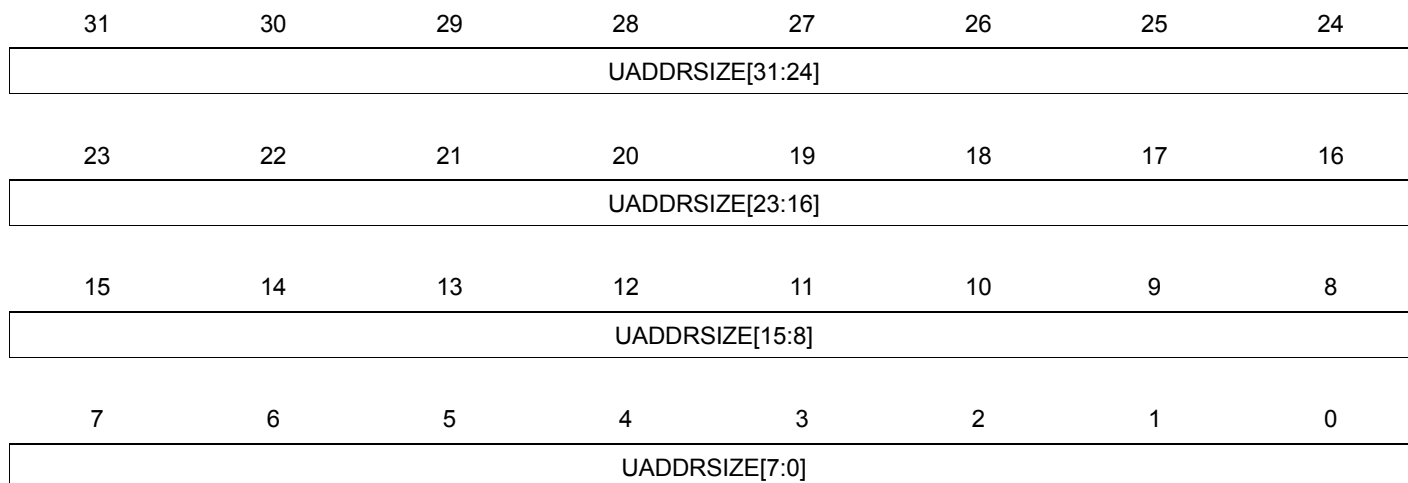 31 30 29 28 27 26 25 24
UADDRSIZE[31:24]
23 22 21 20 19 18 17 16
UADDRSIZE[23:16]
15 14 13 12 11 10 9 8
UADDRSIZE[15:8]
7 6 5 4 3 2 1 0
UADDRSIZE[7:0]